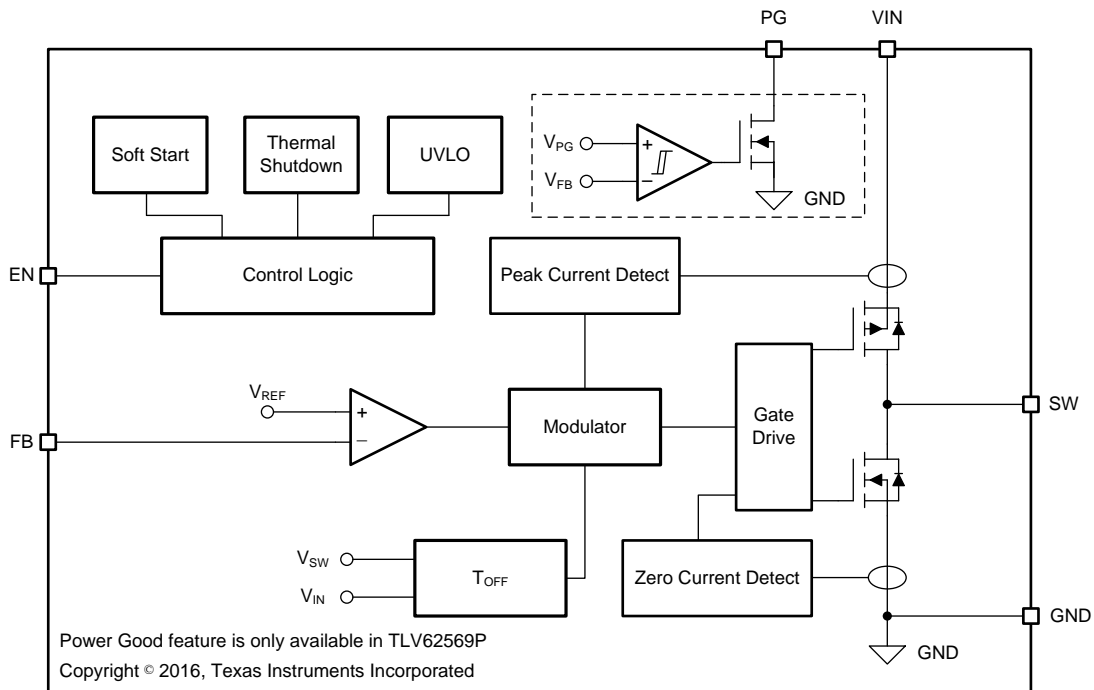 PG
VIN
Soft Start
Thermal
Shutdown
UVLO
VPG
+
VFB
−
GND
EN
Control Logic
Peak Current Detect
VREF
+
−
FB
Modulator
Gate
Drive
SW
VSW
VIN
TOFF
Zero Current Detect
GND
GND
Power Good feature is only available in TLV62569P
Copyright © 2016, Texas Instruments Incorporated